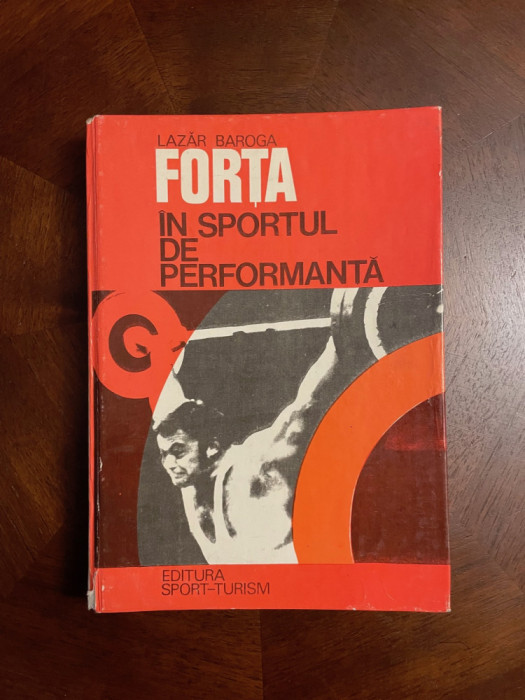 LAZĂR BAROGA
FORȚA
ÎN SPORTUL
DE
PERFORMANȚĂ
G
EDITURA
SPORT-TURISM